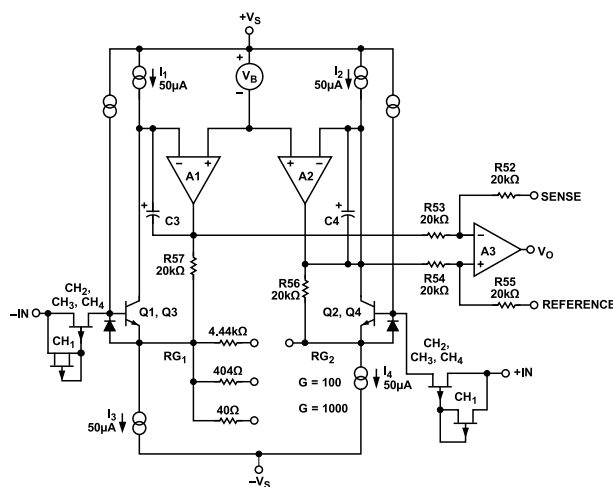 +VS
I1
50µA
+
VB
−
I2
50µA
− +
A1
+ −
A2
+
C3
+
C4
R57
20kΩ
R56
20kΩ
R53
20kΩ
R54
20kΩ
R52
20kΩ
SENSE
−
A3
+
VO
R55
20kΩ
REFERENCE
−IN
CH2,
CH3, CH4
CH1
Q1, Q3
Q2, Q4
RG1
4.44kΩ
404Ω
40Ω
RG2
G = 100
G = 1000
I3
50µA
I4
50µA
CH2,
CH3, CH4
+IN
CH1
−VS